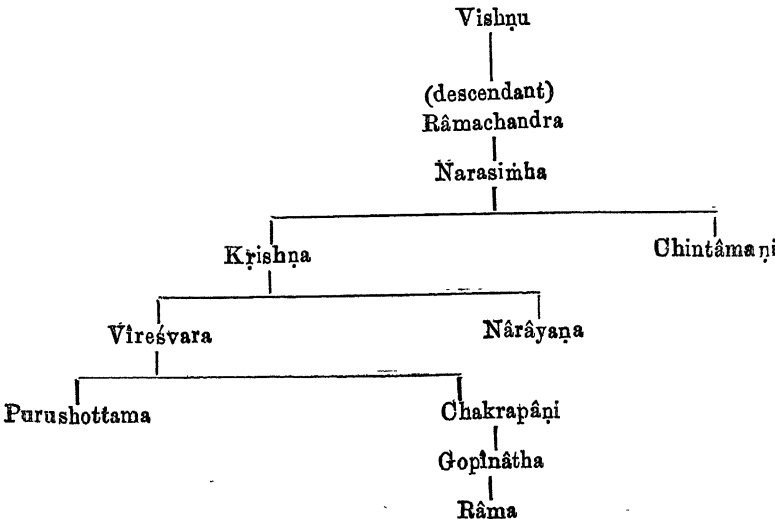 Vishṇu
(descendant)
Râmachandra
Narasiṁha
Kṛishṇa Chintâmaṇi
Vîreśvara Nârâyaṇa
Purushottama Chakrapâṇi
Gopînâtha
Râma